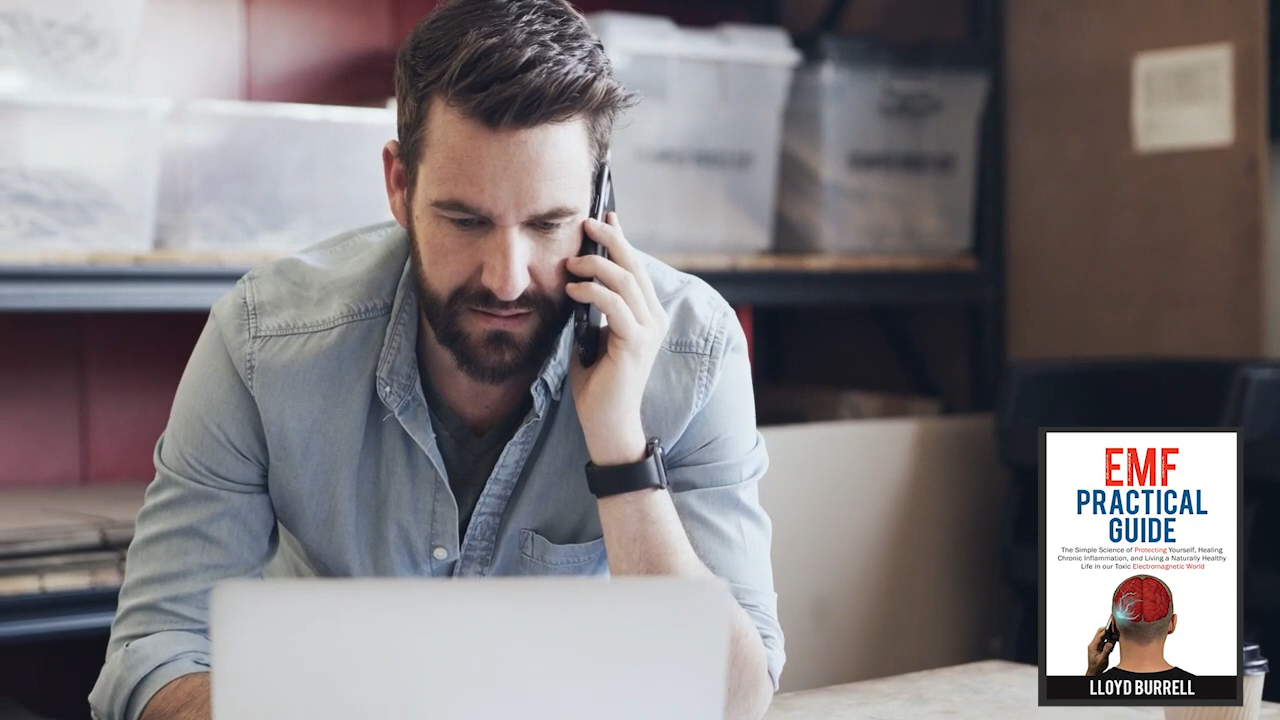 EMF
PRACTICAL
GUIDE
The Simple Science of Protecting Yourself, Healing
Chronic Inflammation, and Living a Naturally Healthy
Life in our Toxic Electromagnetic World
LLOYD BURRELL